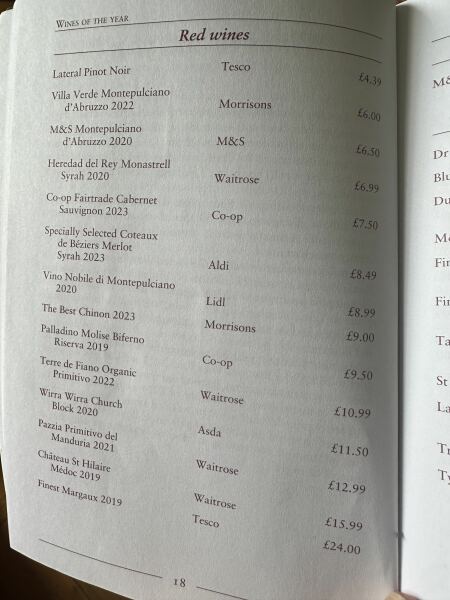 WINES OF THE YEAR
Red wines
Lateral Pinot Noir Tesco £4.39
Villa Verde Montepulciano
d'Abruzzo 2022 Morrisons £6.00
M&S Montepulciano
d'Abruzzo 2020 M&S £6.50
Heredad del Rey Monastrell
Syrah 2020 Waitrose £6.99
Co-op Fairtrade Cabernet
Sauvignon 2023 Co-op £7.50
Specially Selected Coteaux
de Béziers Merlot
Syrah 2023 Aldi £8.49
Vino Nobile di Montepulciano
2020 Lidl £8.99
The Best Chinon 2023 Morrisons £9.00
Palladino Molise Biferno
Riserva 2019 Co-op £9.50
Terre de Fiano Organic
Primitivo 2022 Waitrose £10.99
Wirra Wirra Church
Block 2020 Asda £11.50
Pazzia Primitivo del
Manduria 2021 Waitrose £12.99
Château St Hilaire
Médoc 2019 Waitrose £15.99
Finest Margaux 2019 Tesco £24.00
18